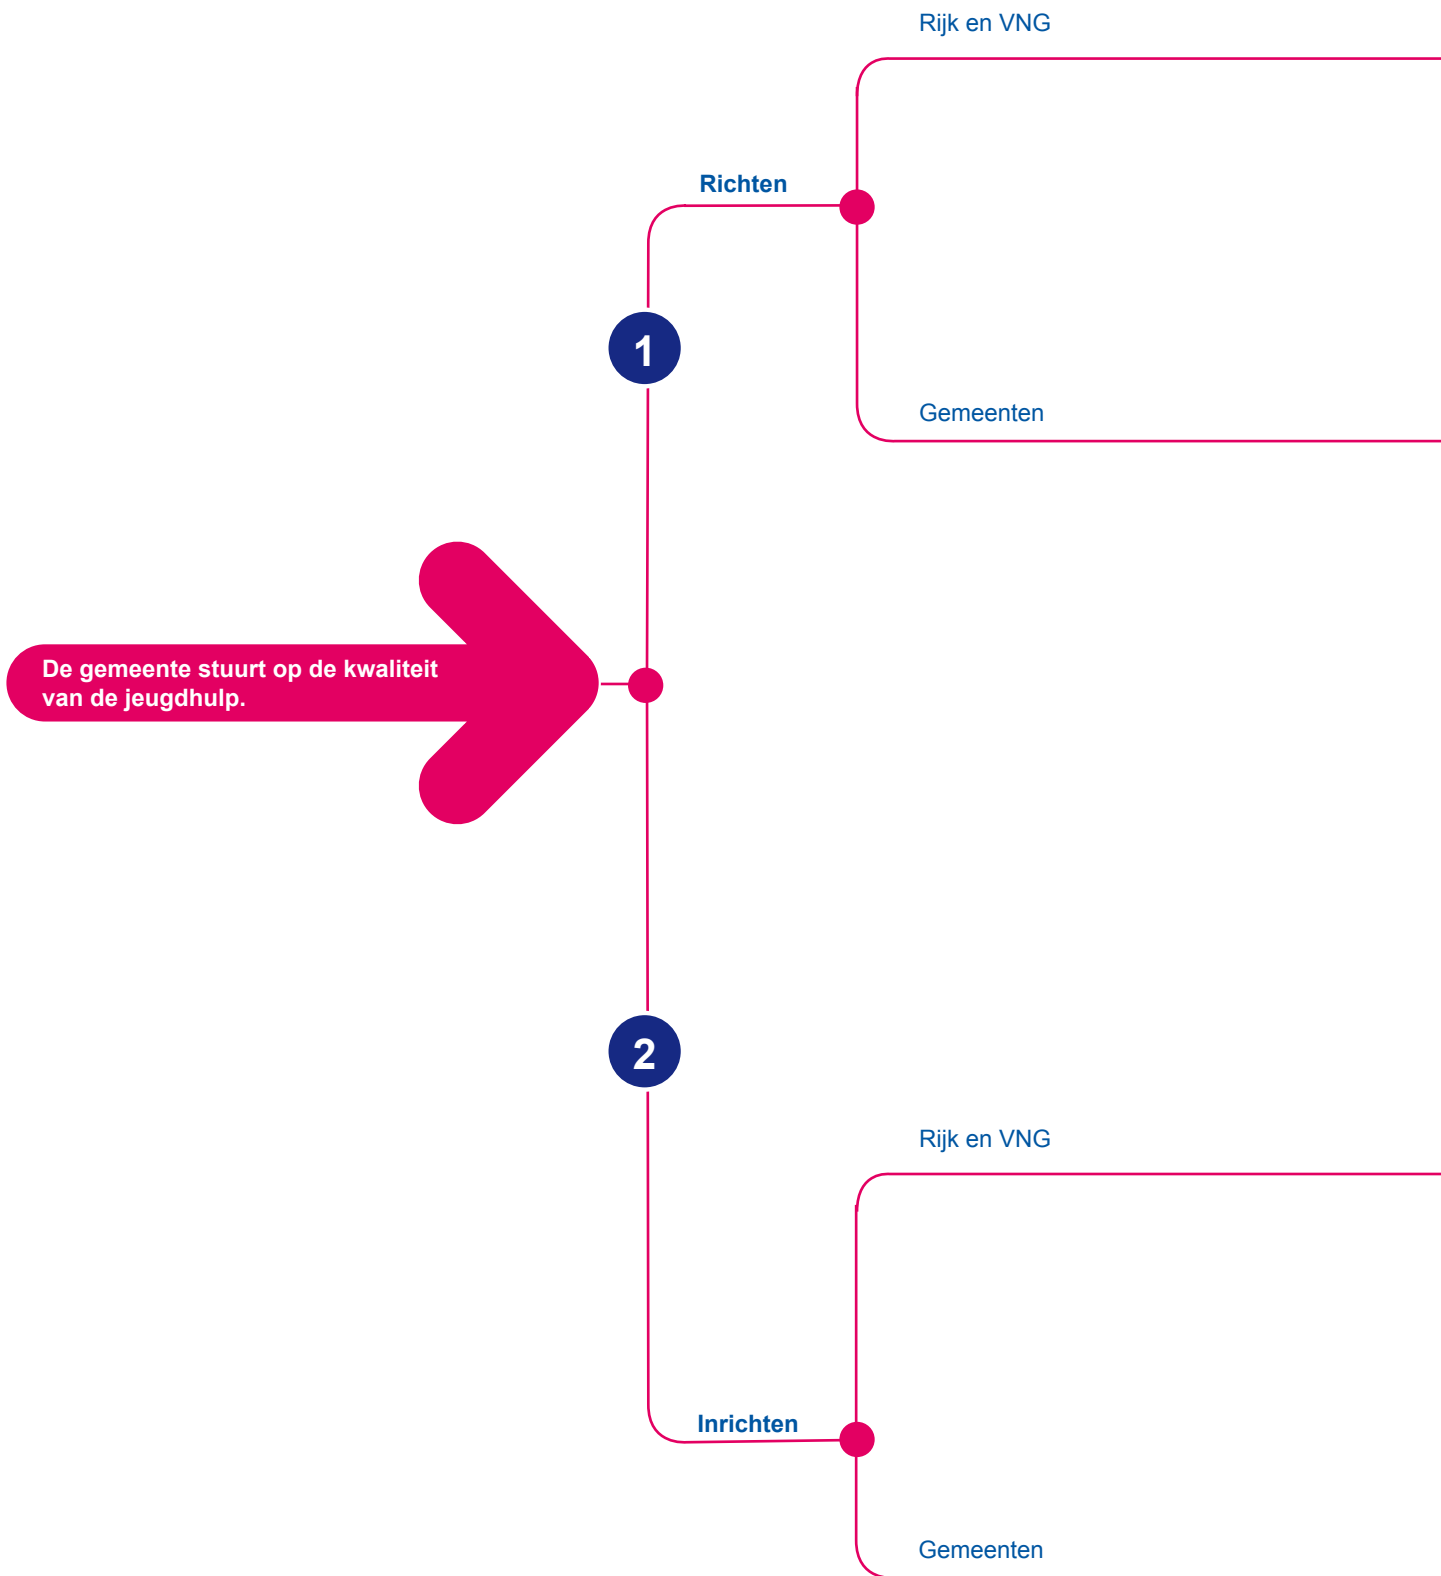 Rijk en VNG
Richten
1
Gemeenten
De gemeente stuurt op de kwaliteit
van de jeugdhulp.
2
Rijk en VNG
Inrichten
Gemeenten